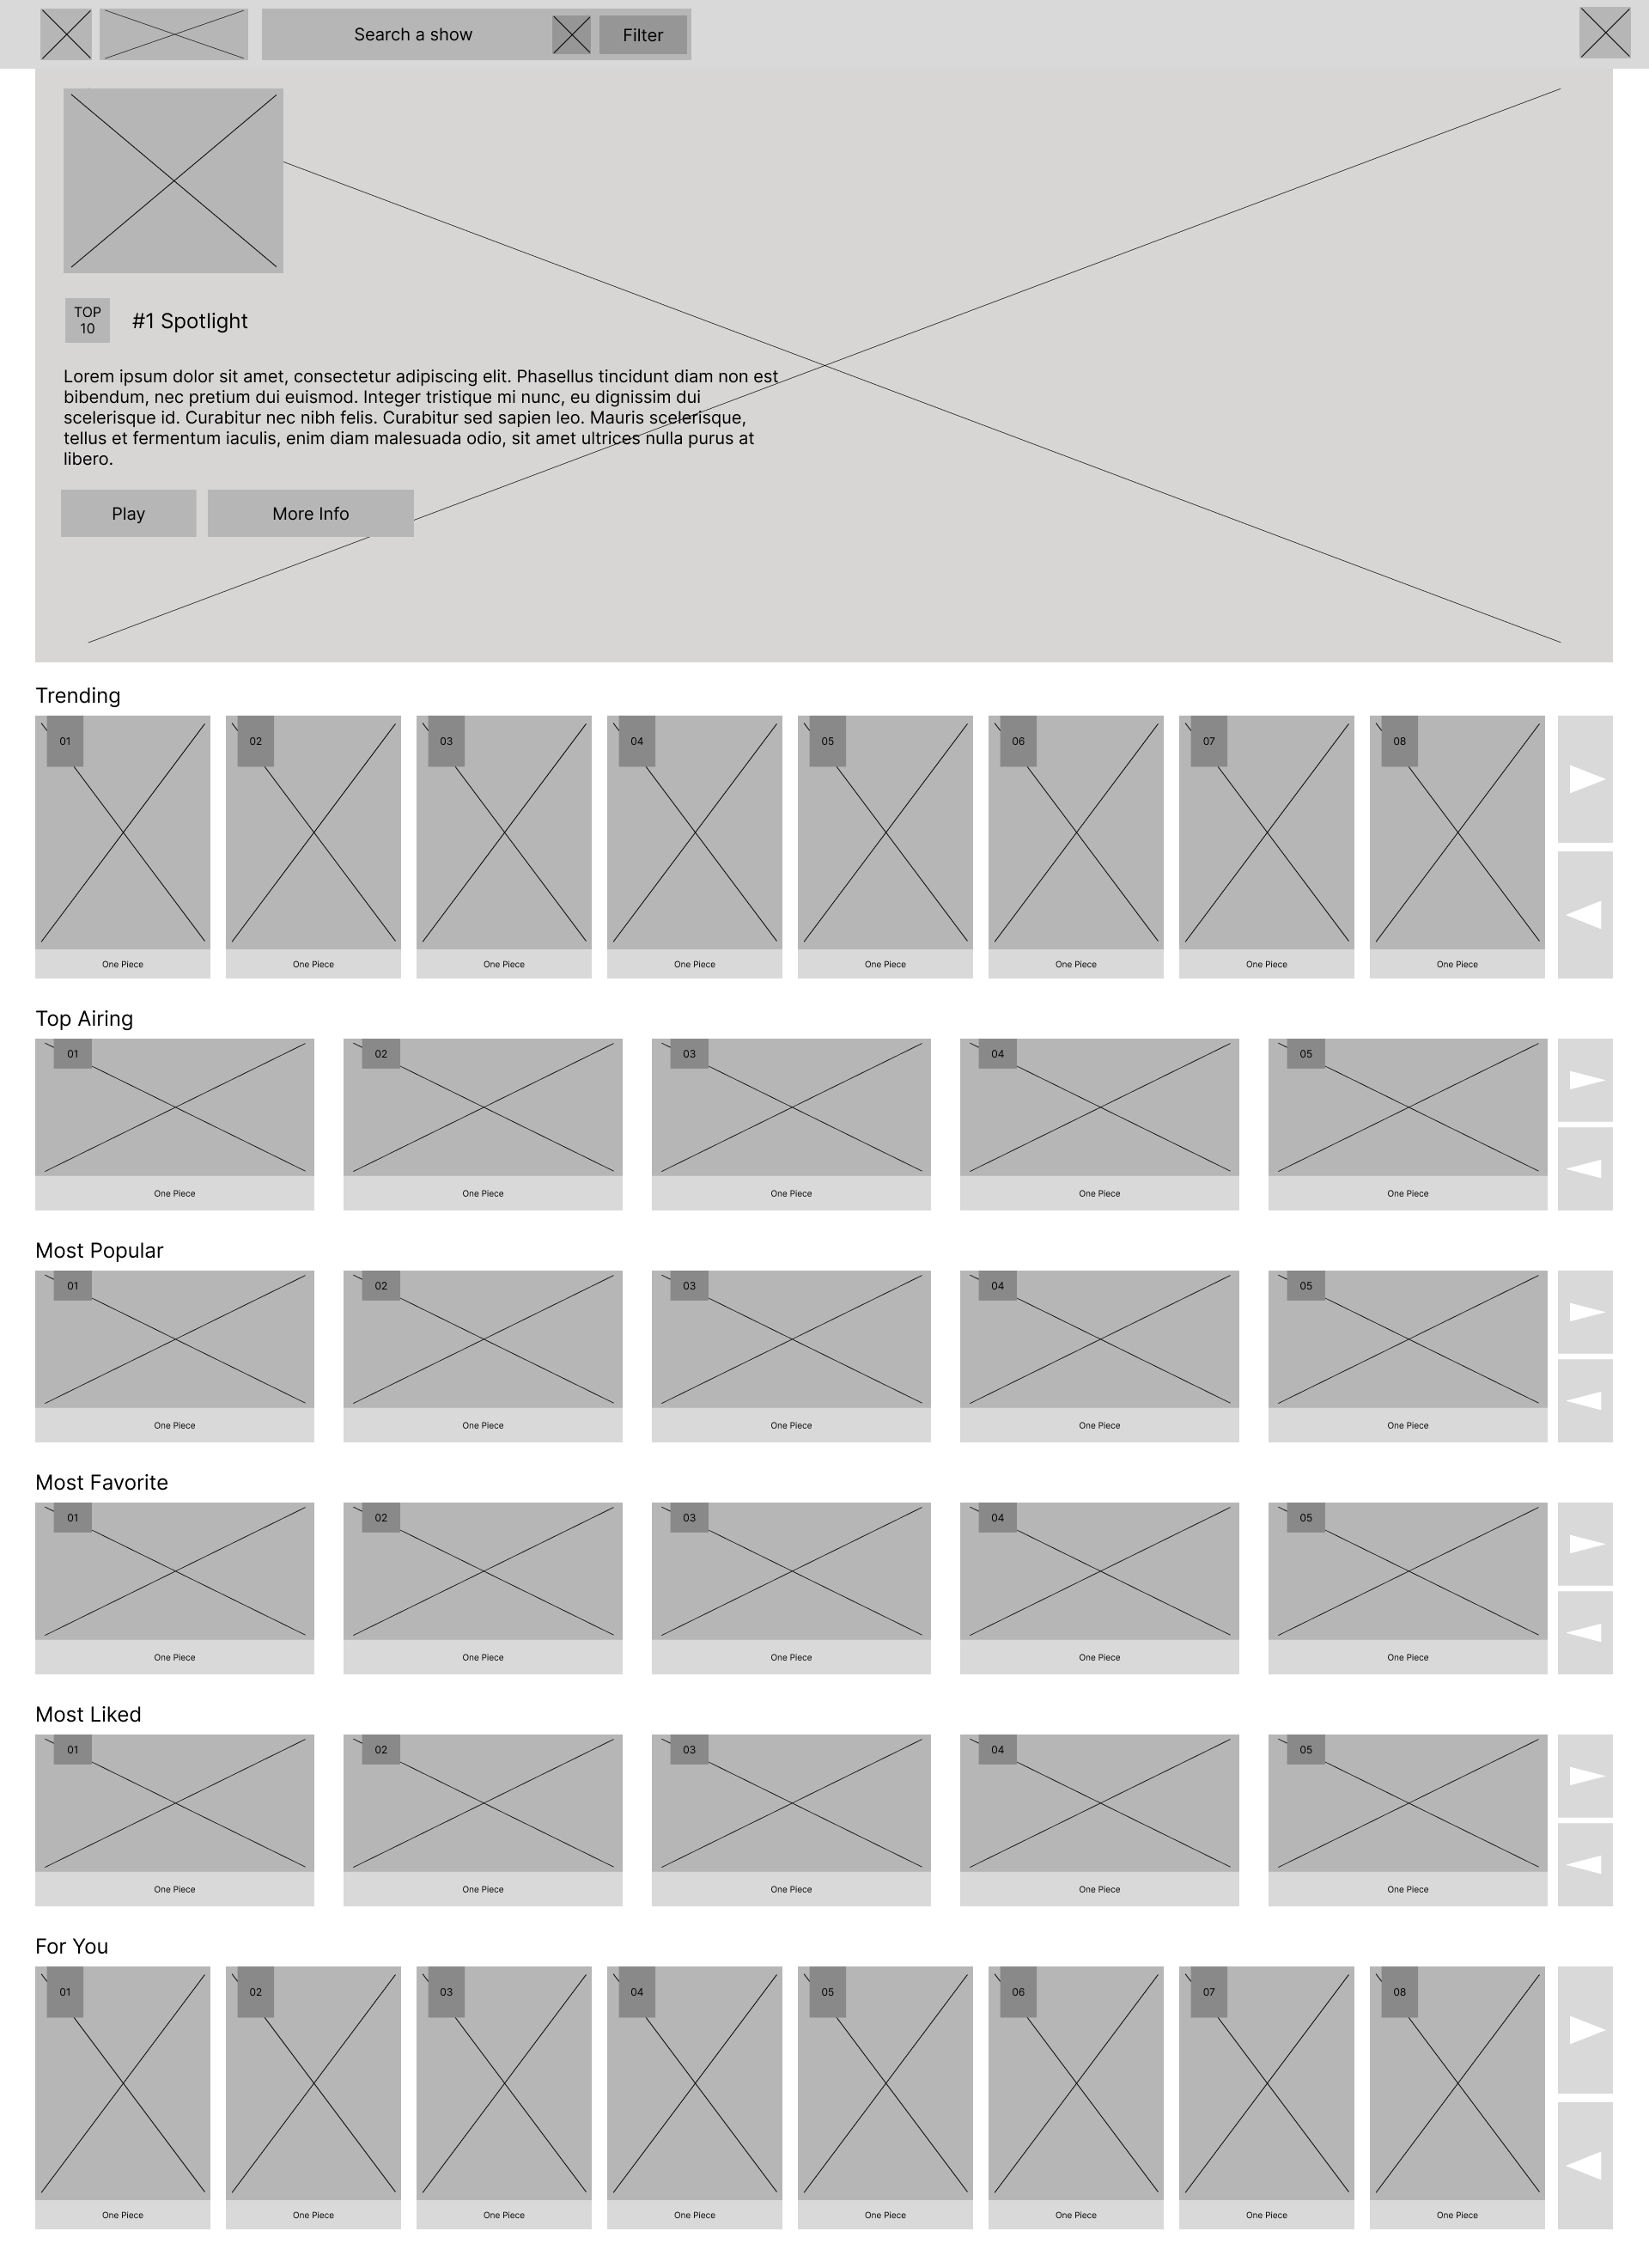 Search a show
Filter
TOP
10
#1 Spotlight
Lorem ipsum dolor sit amet, consectetur adipiscing elit. Phasellus tincidunt diam non est
bibendum, nec pretium dui euismod. Integer tristique mi nunc, eu dignissim dui
scelerisque id. Curabitur nec nibh felis. Curabitur sed sapien leo. Mauris scelerisque,
tellus et fermentum iaculis, enim diam malesuada odio, sit amet ultrices nulla purus at
libero.
Play
More Info
Trending
01 02 03 04 05 06 07 08
One Piece One Piece One Piece One Piece One Piece One Piece One Piece One Piece
Top Airing
01 02 03 04 05
One Piece One Piece One Piece One Piece One Piece
Most Popular
01 02 03 04 05
One Piece One Piece One Piece One Piece One Piece
Most Favorite
01 02 03 04 05
One Piece One Piece One Piece One Piece One Piece
Most Liked
01 02 03 04 05
One Piece One Piece One Piece One Piece One Piece
For You
01 02 03 04 05 06 07 08
One Piece One Piece One Piece One Piece One Piece One Piece One Piece One Piece